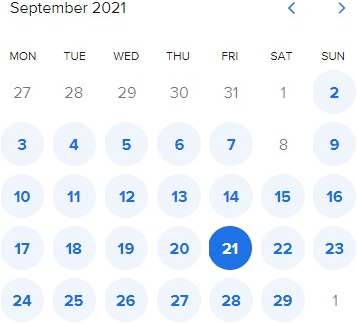 September 2021
MON TUE WED THU FRI SAT SUN
27 28 29 30 31 1 2
3 4 5 6 7 8 9
10 11 12 13 14 15 16
17 18 19 20 21 22 23
24 25 26 27 28 29 1